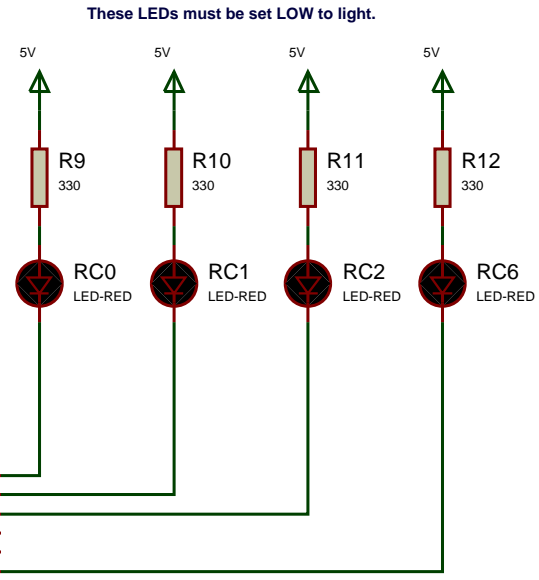 These LEDs must be set LOW to light.
5V 5V 5V 5V
R9 R10 R11 R12
330 330 330 330
RC0 RC1 RC2 RC6
LED-RED LED-RED LED-RED LED-RED